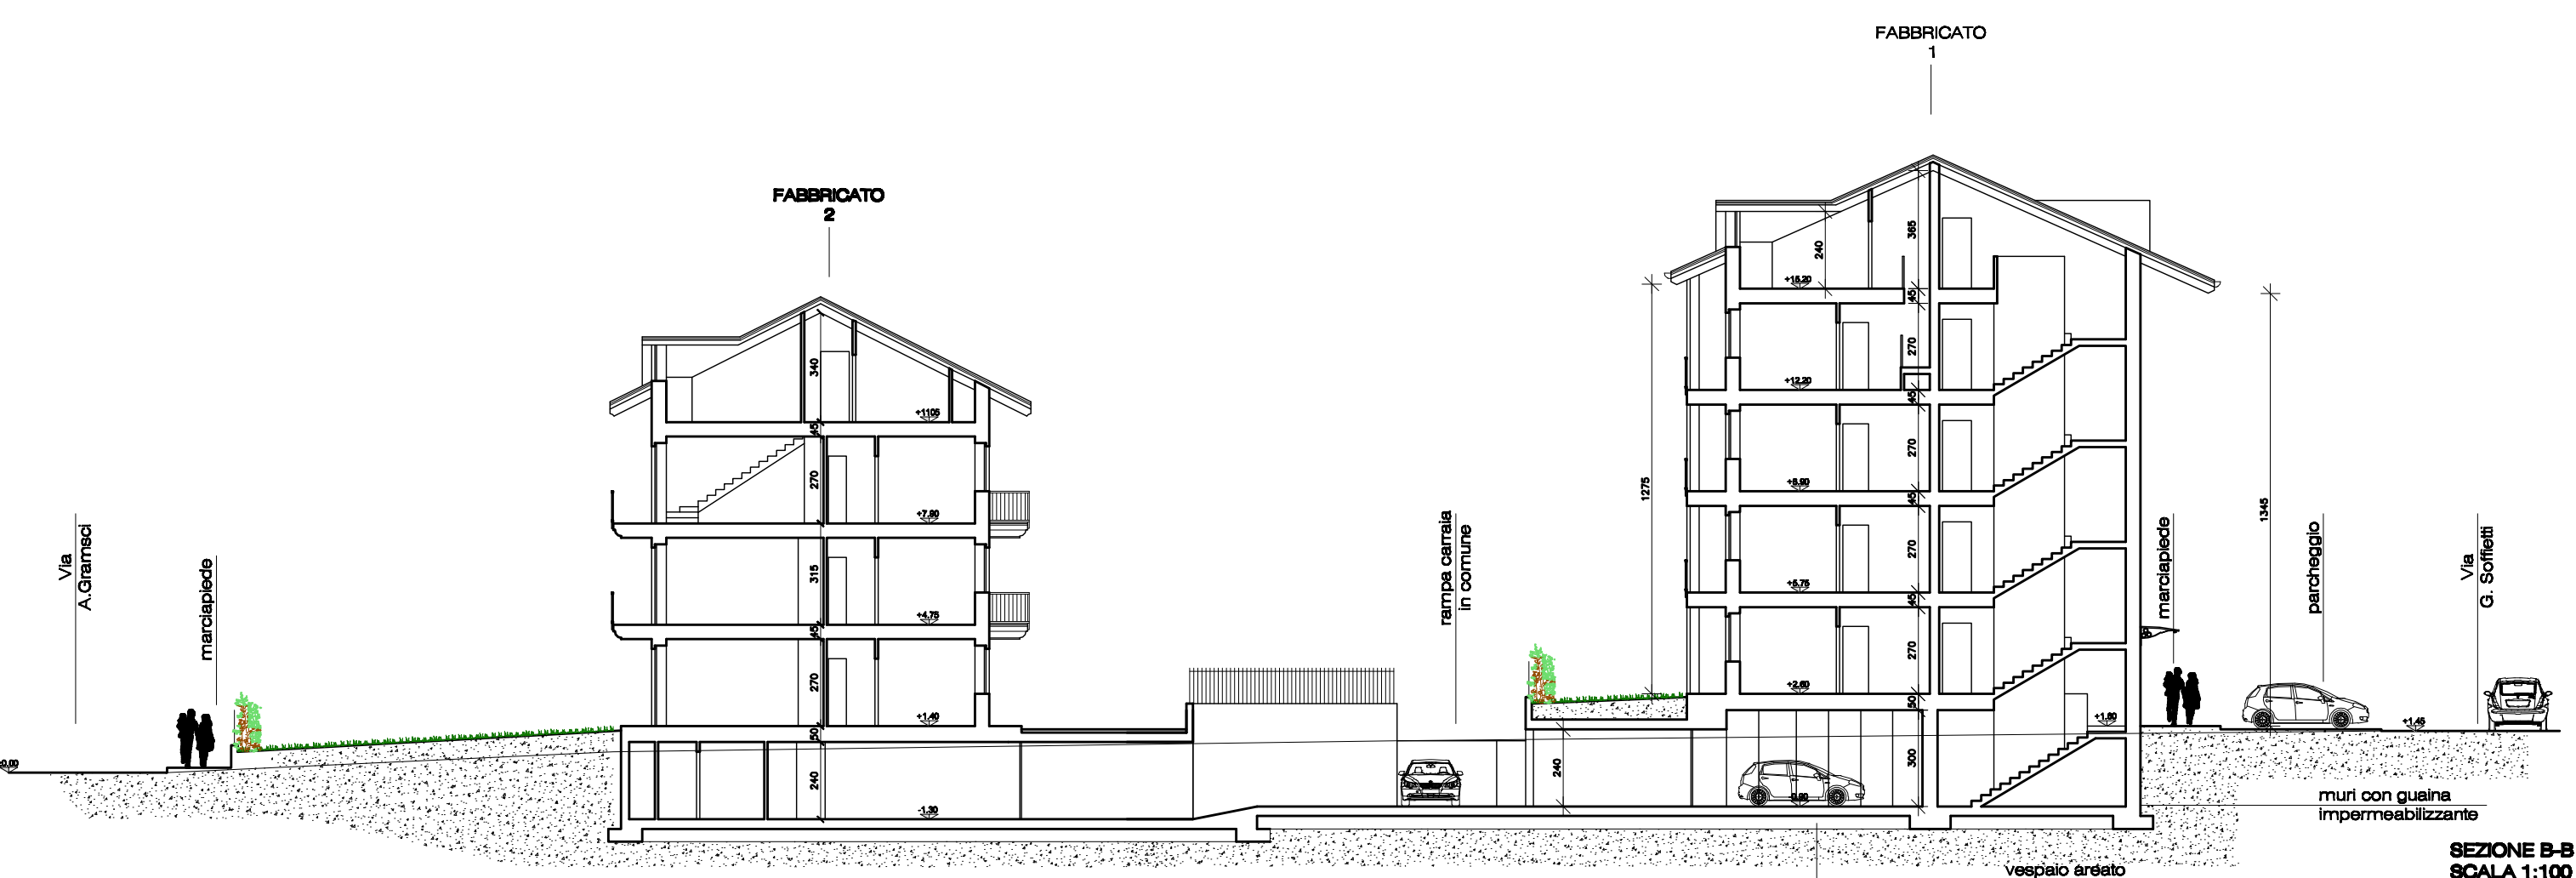 FABBRICATO
1
FABBRICATO
2
365
240
+15.20
45
270
1275
1345
340
+12.20
45
+1105
45
270
270
+8.90
45
+7.90
270
315
+5.75
45
+4.75
45
270
270
+2.60
50
+1.40
50
+1.60
+1.45
0.00
240
-1.30
240
300
-0.90
Via
A.Gramsci
marciapiede
rampa carraia
in comune
marciapiede
parcheggio
Via
G. Soffietti
muri con guaina
impermeabilizzante
vespaio areato
SEZIONE B-B
SCALA 1:100